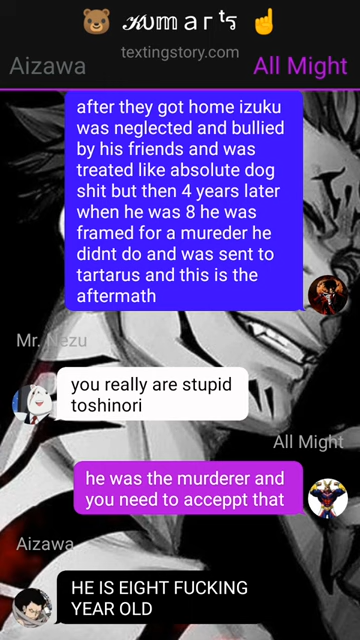 🐻 𝓚υ𝕞 a r ᵗꜱ ☝️
textingstory.com
Aizawa
All Might
after they got home izuku
was neglected and bullied
by his friends and was
treated like absolute dog
shit but then 4 years later
when he was 8 he was
framed for a mureder he
didnt do and was sent to
tartarus and this is the
aftermath
Mr. Nezu
you really are stupid
toshinori
All Might
he was the murderer and
you need to acceppt that
Aizawa
HE IS EIGHT FUCKING
YEAR OLD